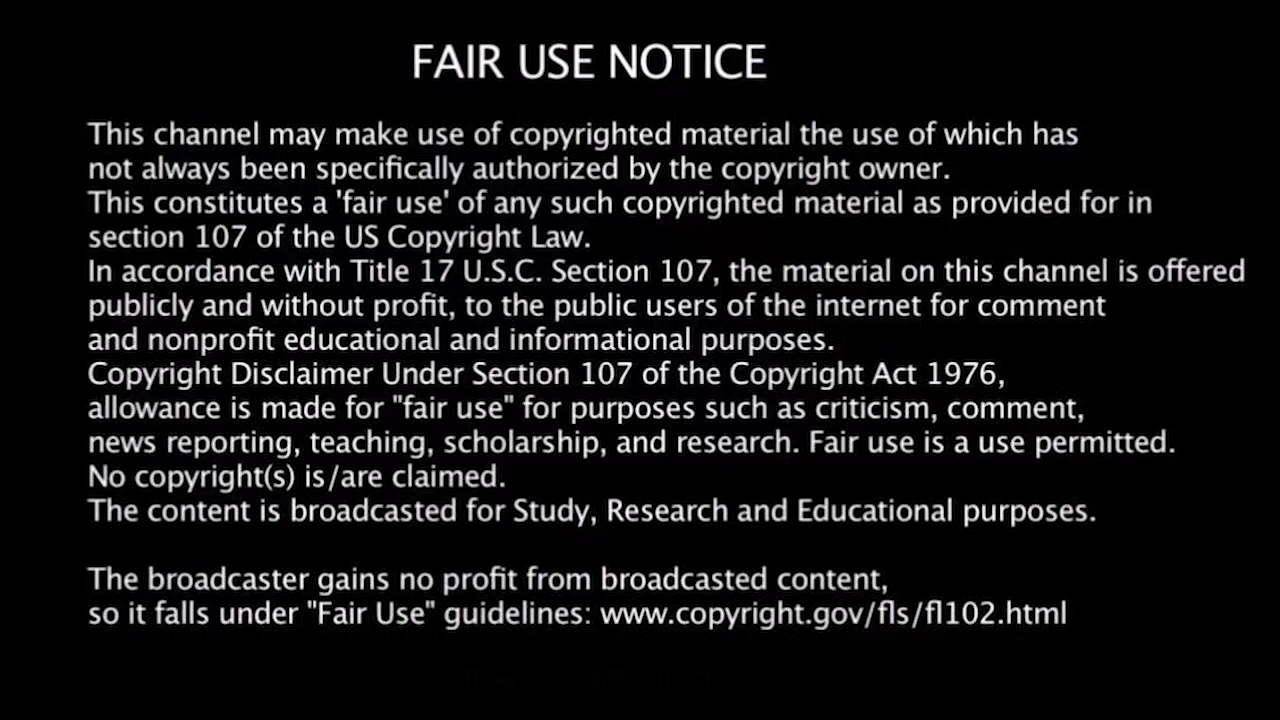 FAIR USE NOTICE
This channel may make use of copyrighted material the use of which has
not always been specifically authorized by the copyright owner.
This constitutes a 'fair use' of any such copyrighted material as provided for in
section 107 of the US Copyright Law.
In accordance with Title 17 U.S.C. Section 107, the material on this channel is offered
publicly and without profit, to the public users of the internet for comment
and nonprofit educational and informational purposes.
Copyright Disclaimer Under Section 107 of the Copyright Act 1976,
allowance is made for "fair use" for purposes such as criticism, comment,
news reporting, teaching, scholarship, and research. Fair use is a use permitted.
No copyright(s) is/are claimed.
The content is broadcasted for Study, Research and Educational purposes.
The broadcaster gains no profit from broadcasted content,
so it falls under "Fair Use" guidelines: www.copyright.gov/fls/fl102.html